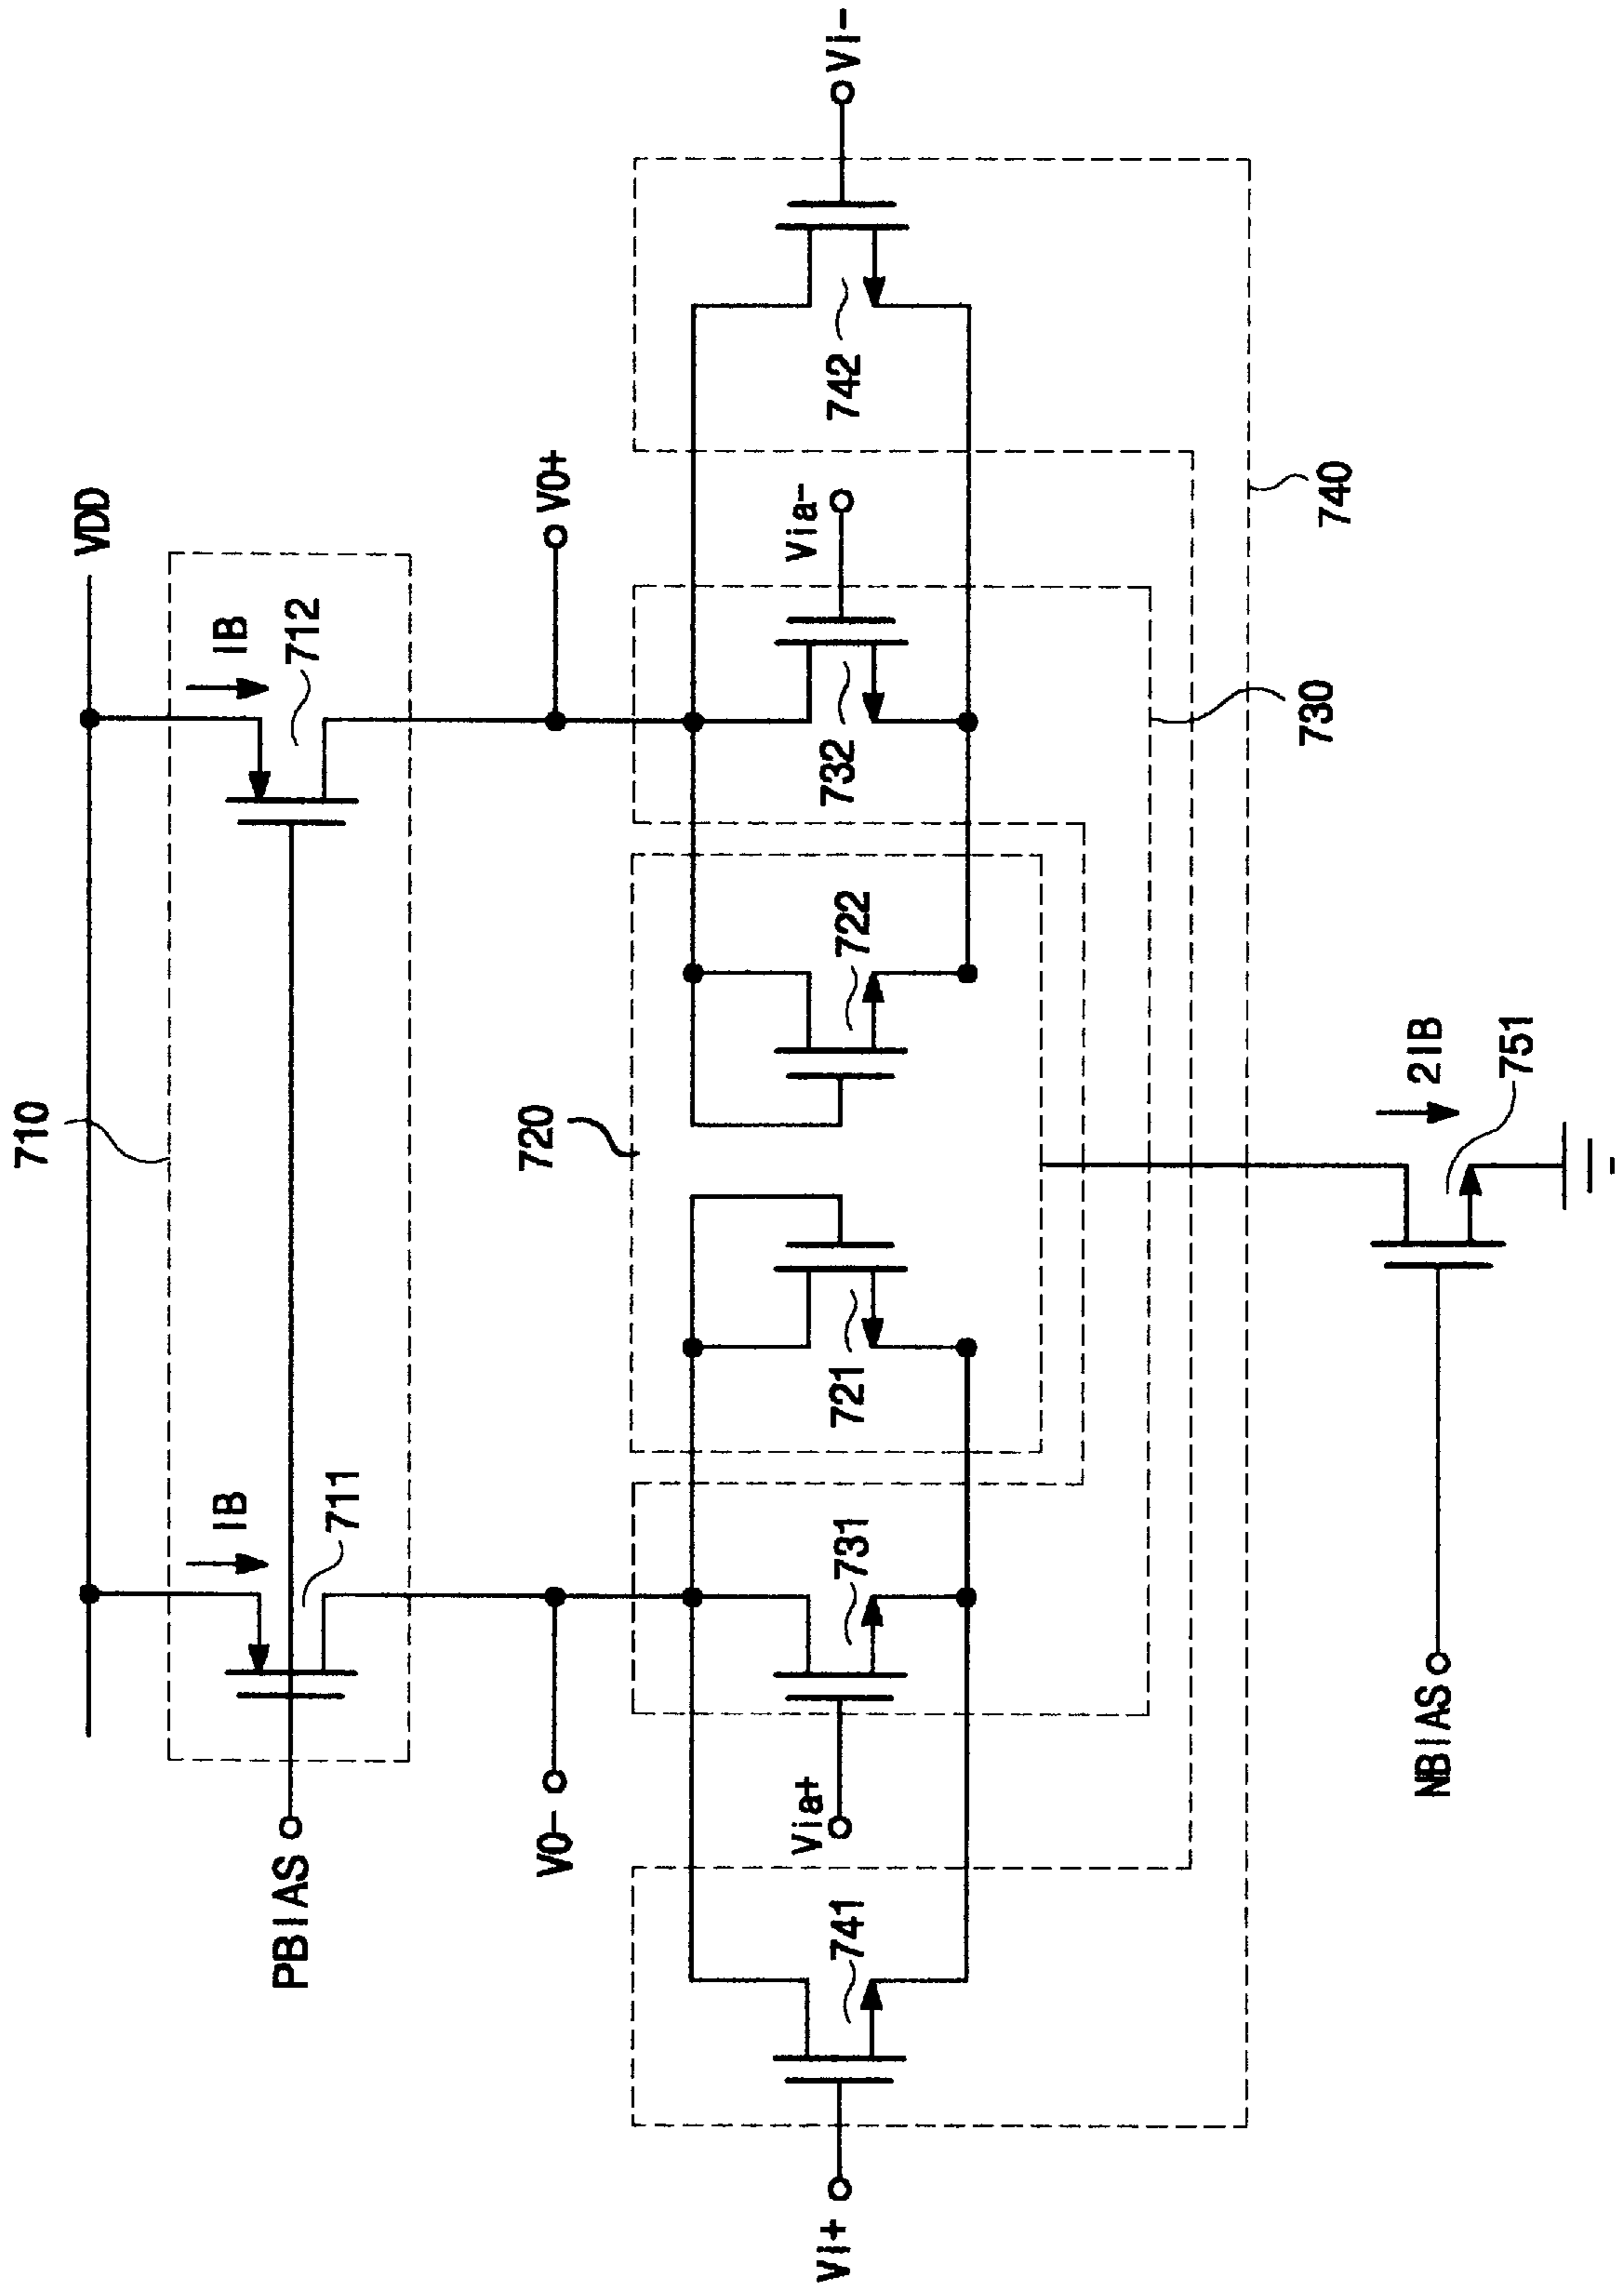 710
VDD
IB
711
IB
712
PBIAS
V0-
V0+
720
Vi+
741
Via+
731
721
722
732
Via-
742
Vi-
730
740
NBIAS
2IB
751